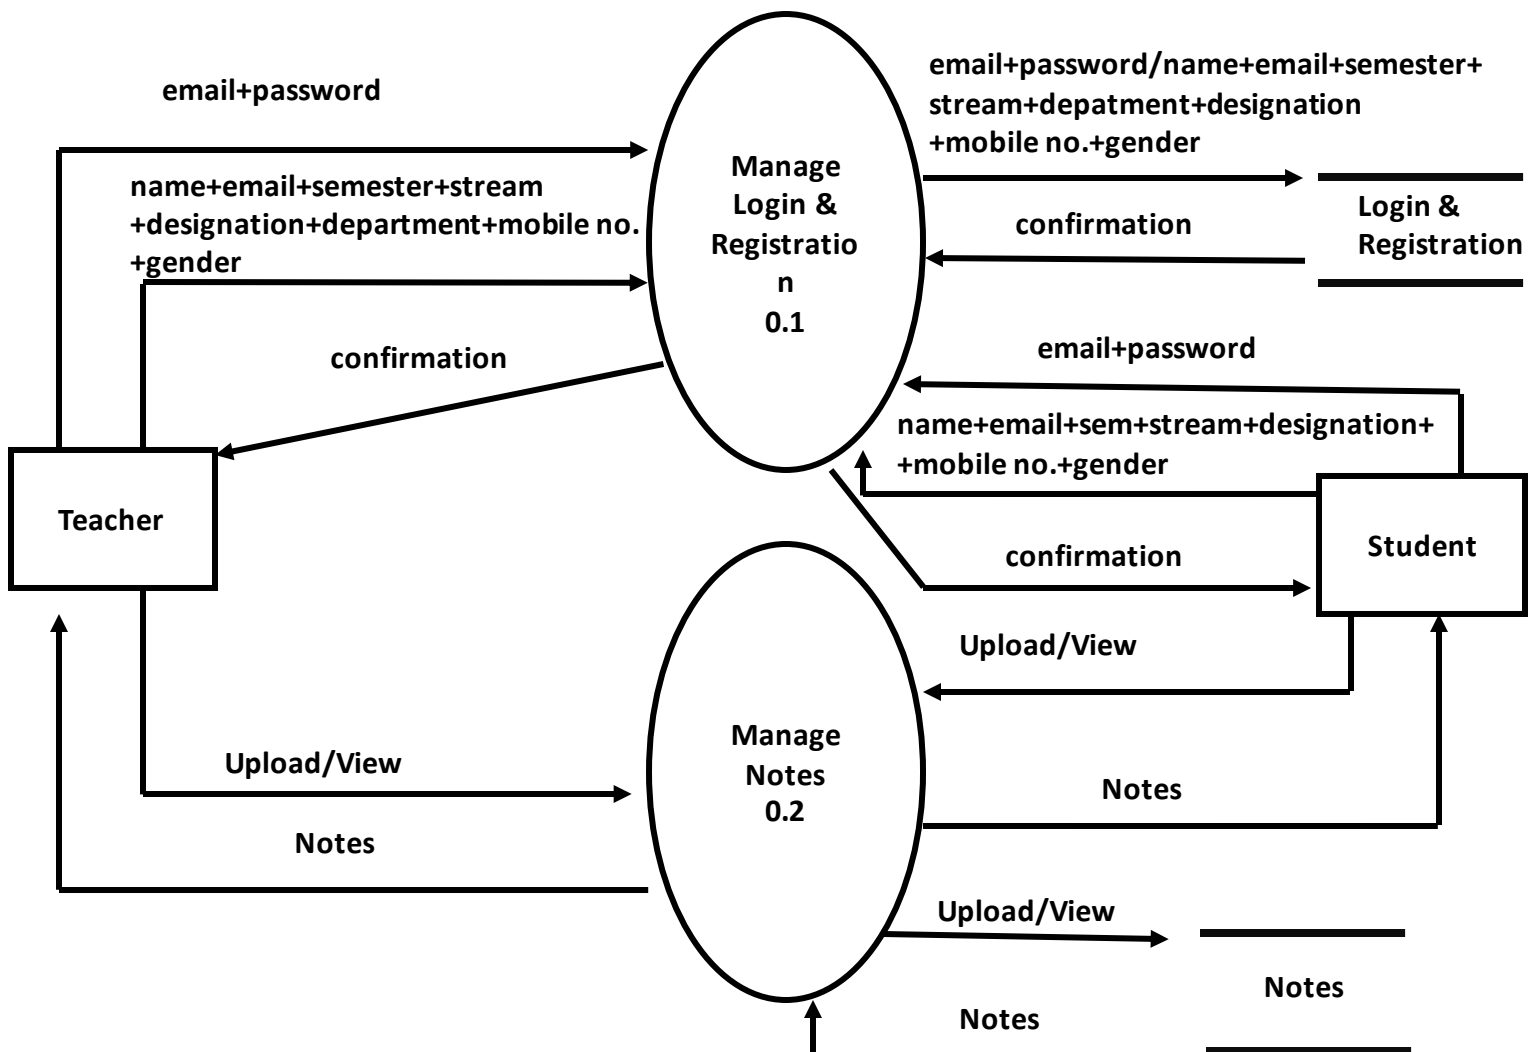 email+password
name+email+semester+stream
+designation+department+mobile no.
+gender
confirmation
Teacher
Upload/View
Notes
Manage
Login &
Registratio
n
0.1
Manage
Notes
0.2
email+password/name+email+semester+
stream+depatment+designation
+mobile no.+gender
confirmation
Login &
Registration
email+password
name+email+sem+stream+designation+
+mobile no.+gender
confirmation
Student
Upload/View
Notes
Upload/View
Notes
Notes